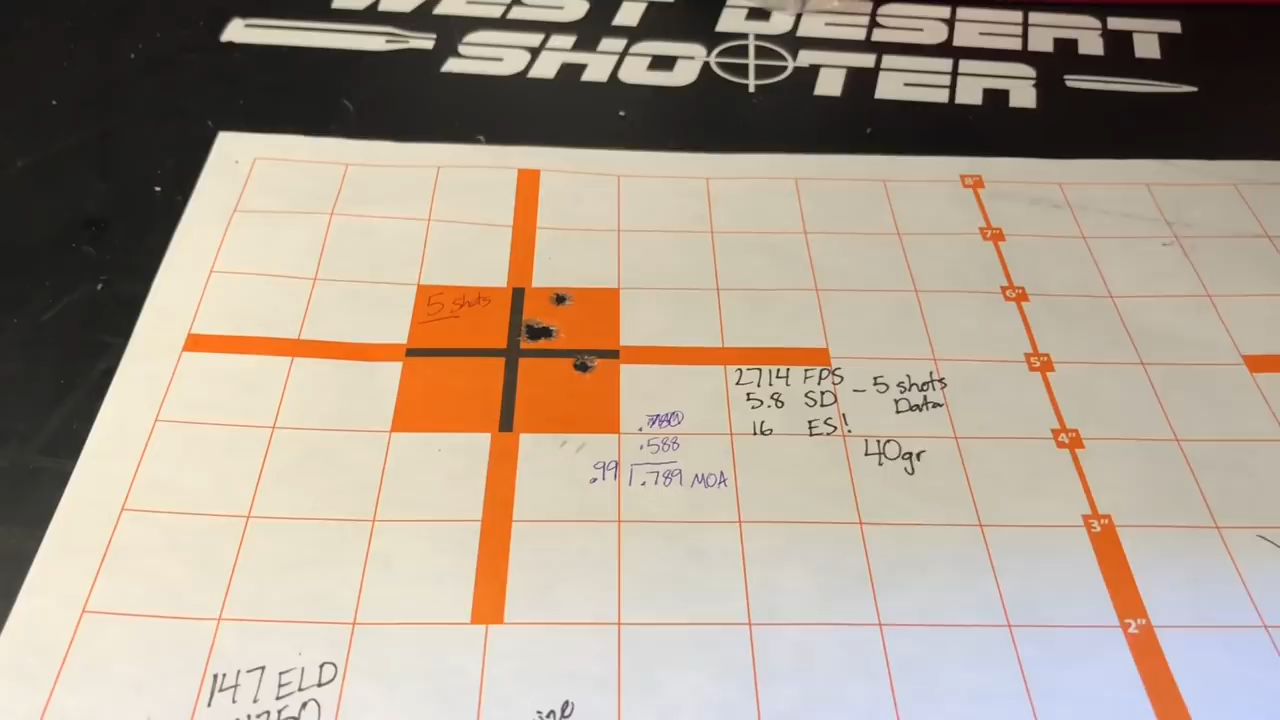 WEST DESERT
SHOOTER
8"
7"
6"
5 shots
5"
2714 FPS
5.8 SD - 5 shots
Data
16 ES!
4"
40gr
.588
.99 .789 MOA
3"
2"
147 ELD